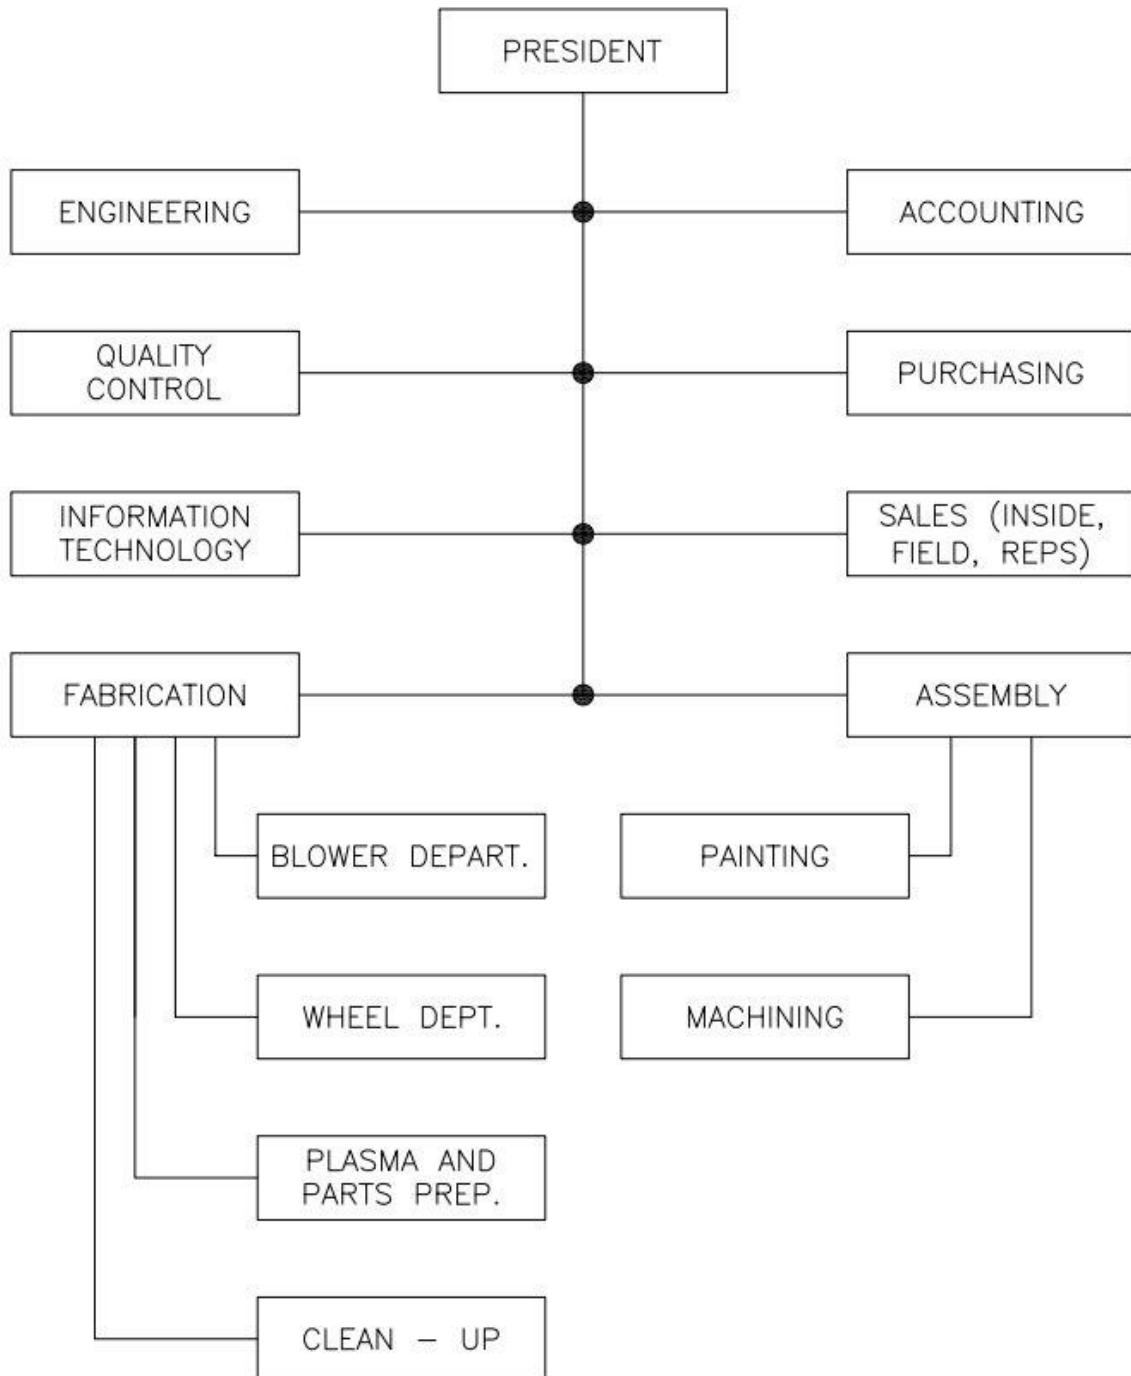 PRESIDENT
ENGINEERING
ACCOUNTING
QUALITY
CONTROL
PURCHASING
INFORMATION
TECHNOLOGY
SALES (INSIDE,
FIELD, REPS)
FABRICATION
ASSEMBLY
BLOWER DEPART.
PAINTING
WHEEL DEPT.
MACHINING
PLASMA AND
PARTS PREP.
CLEAN – UP